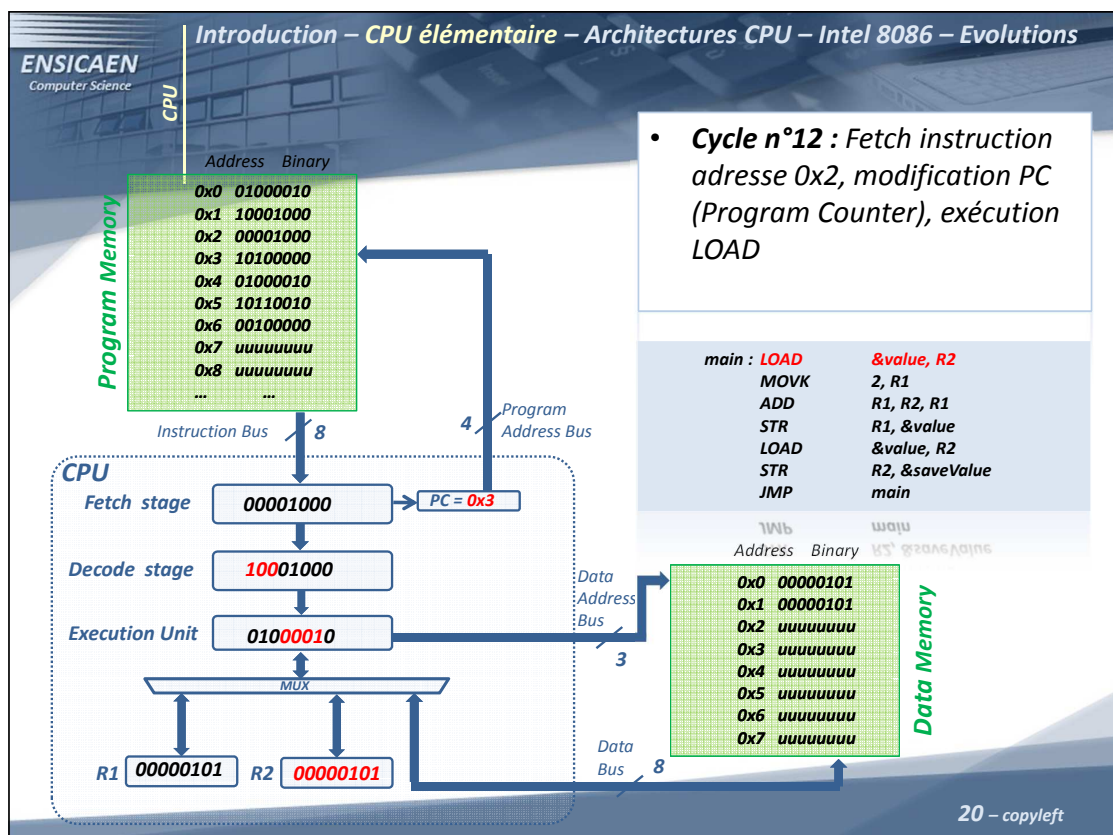 Introduction – CPU élémentaire – Architectures CPU – Intel 8086 – Evolutions
ENSICAEN
Computer Science
CPU
• Cycle n°12 : Fetch instruction
adresse 0x2, modification PC
(Program Counter), exécution
LOAD
Address Binary
0x0 01000010
0x1 10001000
0x2 00001000
0x3 10100000
0x4 01000010
0x5 10110010
0x6 00100000
0x7 uuuuuuuu
0x8 uuuuuuuu
... ...
Program Memory
main : LOAD &value, R2
MOVK 2, R1
ADD R1, R2, R1
STR R1, &value
LOAD &value, R2
STR R2, &saveValue
JMP main
JMP main
R2, &saveValue
Instruction Bus 8
4 Program
Address Bus
CPU
Fetch stage 00001000 PC = 0x3
Decode stage 10001000
Execution Unit 01000010
MUX
R1 00000101 R2 00000101
Data
Address
Bus
3
Data
Bus 8
Address Binary
0x0 00000101
0x1 00000101
0x2 uuuuuuuu
0x3 uuuuuuuu
0x4 uuuuuuuu
0x5 uuuuuuuu
0x6 uuuuuuuu
0x7 uuuuuuuu
Data Memory
20 – copyleft